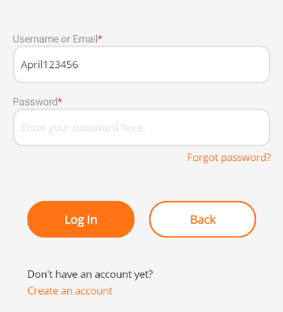 Username or Email*
April123456
Password*
Enter your password here.
Forgot password?
Log In Back
Don't have an account yet?
Create an account